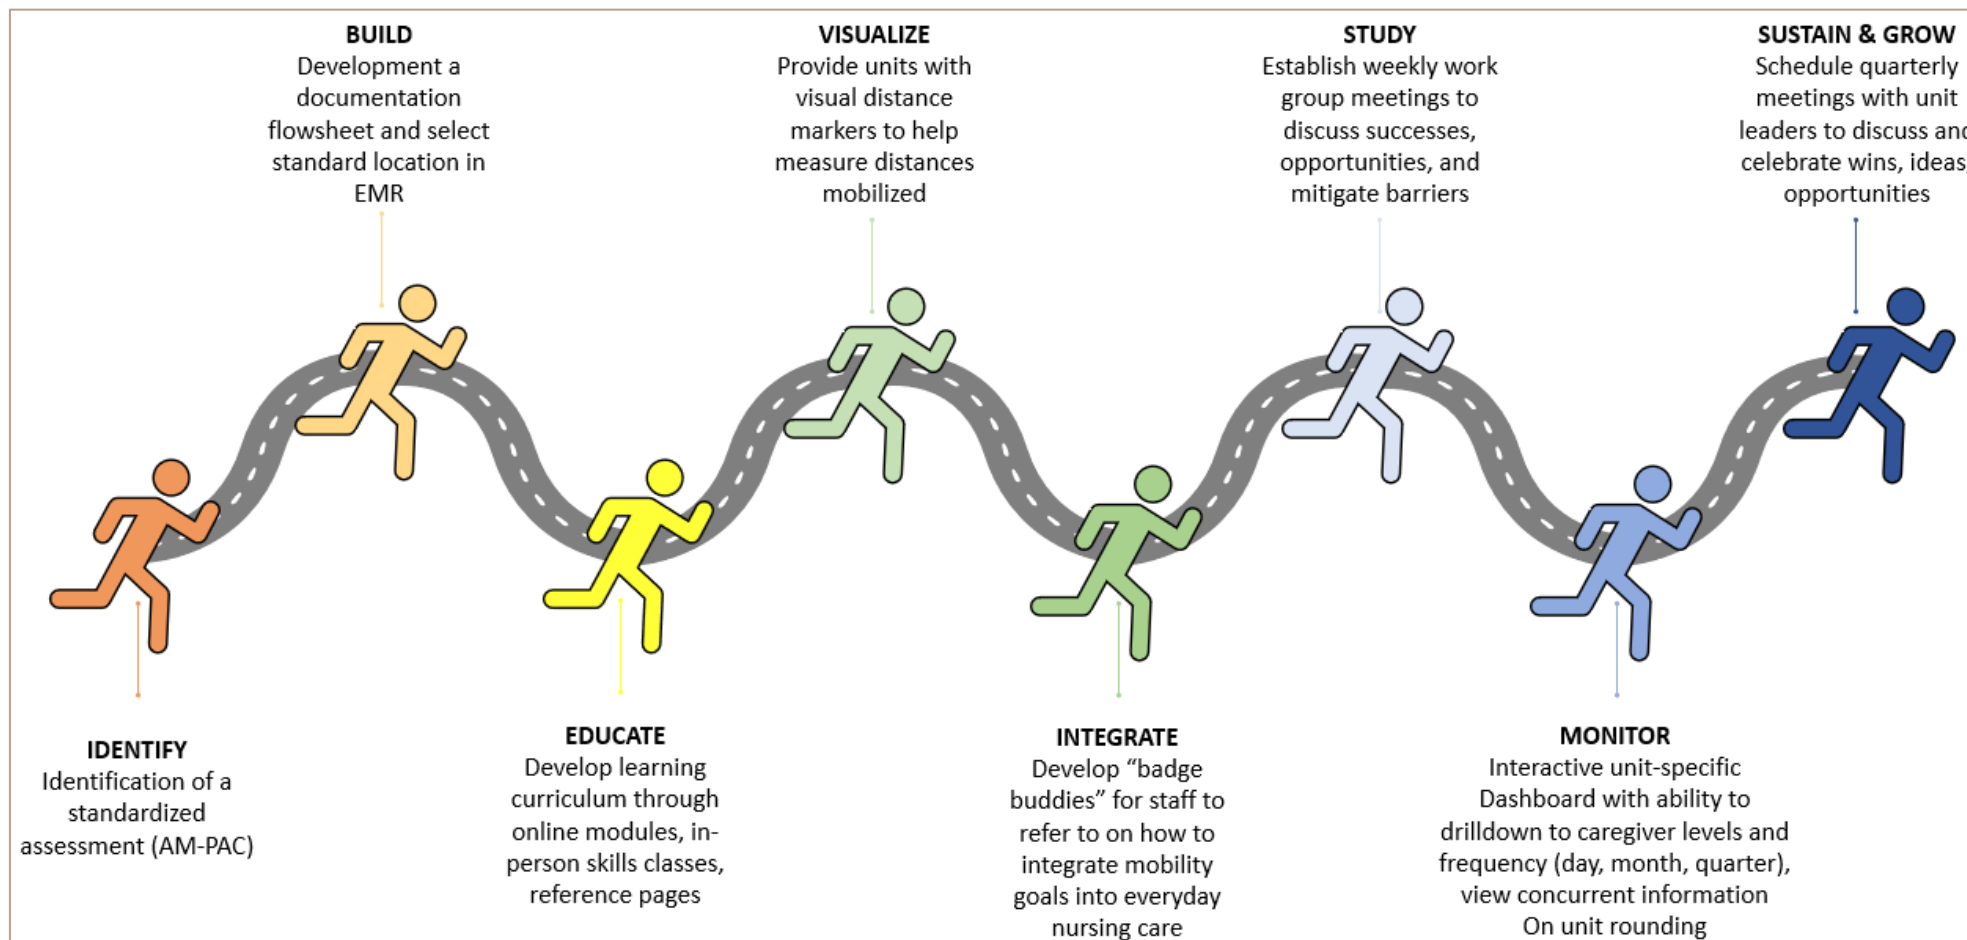 BUILD
Development a
documentation
flowsheet and select
standard location in
EMR
VISUALIZE
Provide units with
visual distance
markers to help
measure distances
mobilized
STUDY
Establish weekly work
group meetings to
discuss successes,
opportunities, and
mitigate barriers
SUSTAIN & GROW
Schedule quarterly
meetings with unit
leaders to discuss and
celebrate wins, ideas,
opportunities
IDENTIFY
Identification of a
standardized
assessment (AM-PAC)
EDUCATE
Develop learning
curriculum through
online modules, in-
person skills classes,
reference pages
INTEGRATE
Develop “badge
buddies” for staff to
refer to on how to
integrate mobility
goals into everyday
nursing care
MONITOR
Interactive unit-specific
Dashboard with ability to
drilldown to caregiver levels and
frequency (day, month, quarter),
view concurrent information
On unit rounding